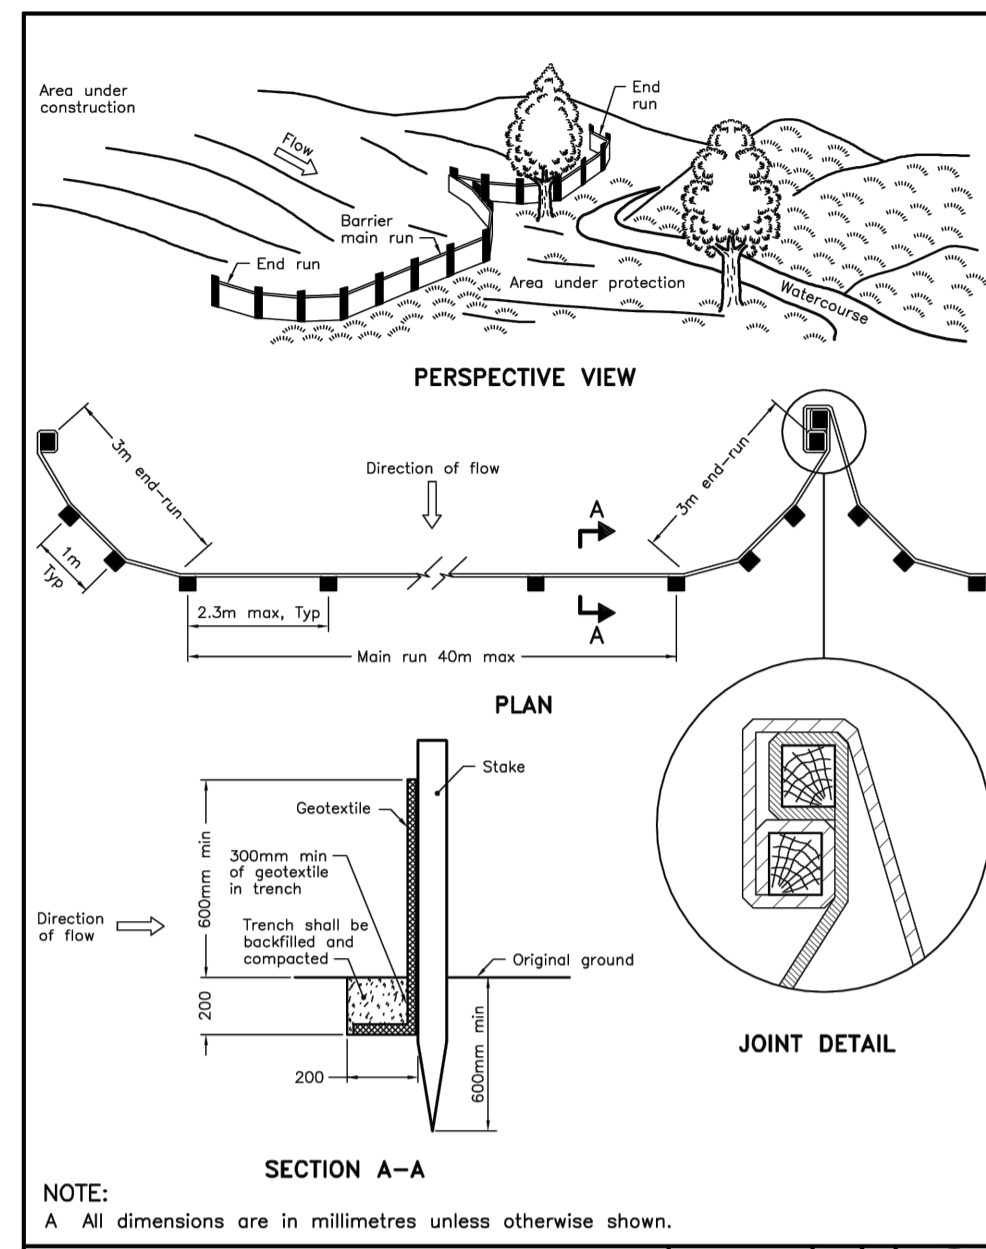 Area under
construction
End
run
Flow
Barrier
main run
End run
Area under protection
Watercourse
PERSPECTIVE VIEW
3m end-run
Direction of flow
3m end-run
A
1m
Typ
2.3m max, Typ
A
Main run 40m max
PLAN
Stake
Geotextile
600mm min
300mm min
of geotextile
in trench
Direction
of flow
Trench shall be
backfilled and
compacted
Original ground
200
600mm min
200
JOINT DETAIL
SECTION A-A
NOTE:
A All dimensions are in millimetres unless otherwise shown.